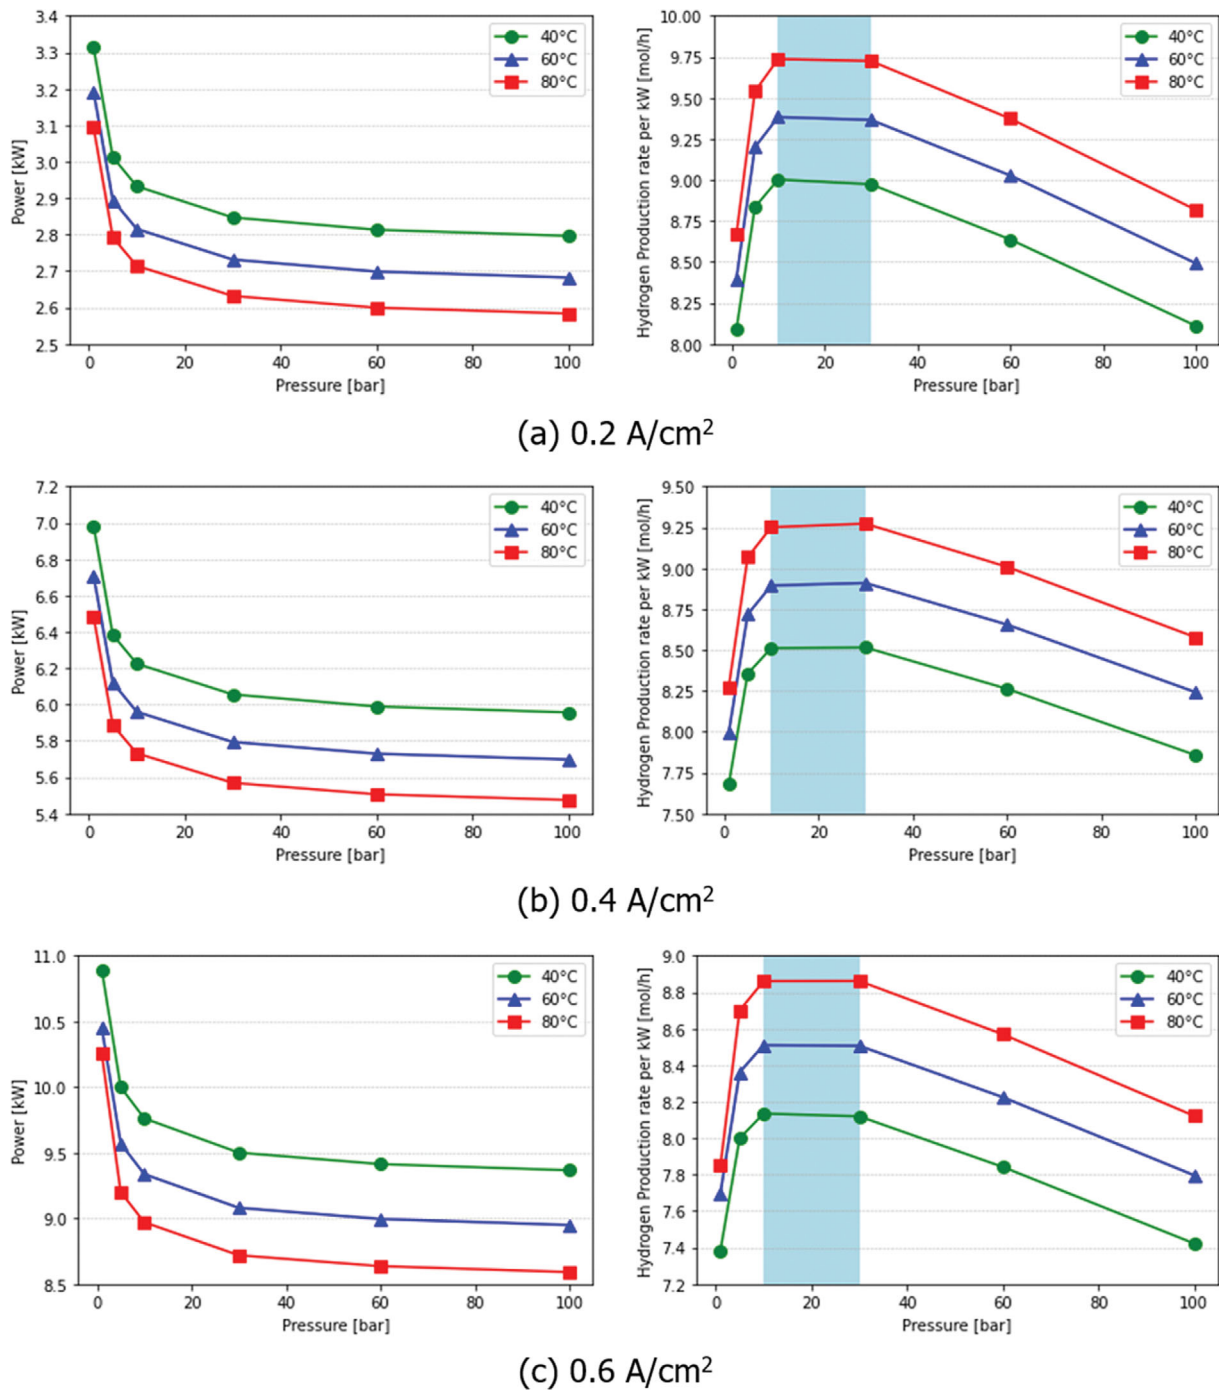 3.4
3.3
3.2
3.1
3.0
2.9
2.8
2.7
2.6
2.5
Power [kW]
0 20 40 60 80 100
Pressure [bar]
40°C
60°C
80°C
10.00
9.75
9.50
9.25
9.00
8.75
8.50
8.25
8.00
Hydrogen Production rate per kW [mol/h]
0 20 40 60 80 100
Pressure [bar]
40°C
60°C
80°C
(a) 0.2 A/cm²
7.2
7.0
6.8
6.6
6.4
6.2
6.0
5.8
5.6
5.4
Power [kW]
0 20 40 60 80 100
Pressure [bar]
40°C
60°C
80°C
9.50
9.25
9.00
8.75
8.50
8.25
8.00
7.75
7.50
Hydrogen Production rate per kW [mol/h]
0 20 40 60 80 100
Pressure [bar]
40°C
60°C
80°C
(b) 0.4 A/cm²
11.0
10.5
10.0
9.5
9.0
8.5
Power [kW]
0 20 40 60 80 100
Pressure [bar]
40°C
60°C
80°C
9.0
8.8
8.6
8.4
8.2
8.0
7.8
7.6
7.4
7.2
Hydrogen Production rate per kW [mol/h]
0 20 40 60 80 100
Pressure [bar]
40°C
60°C
80°C
(c) 0.6 A/cm²